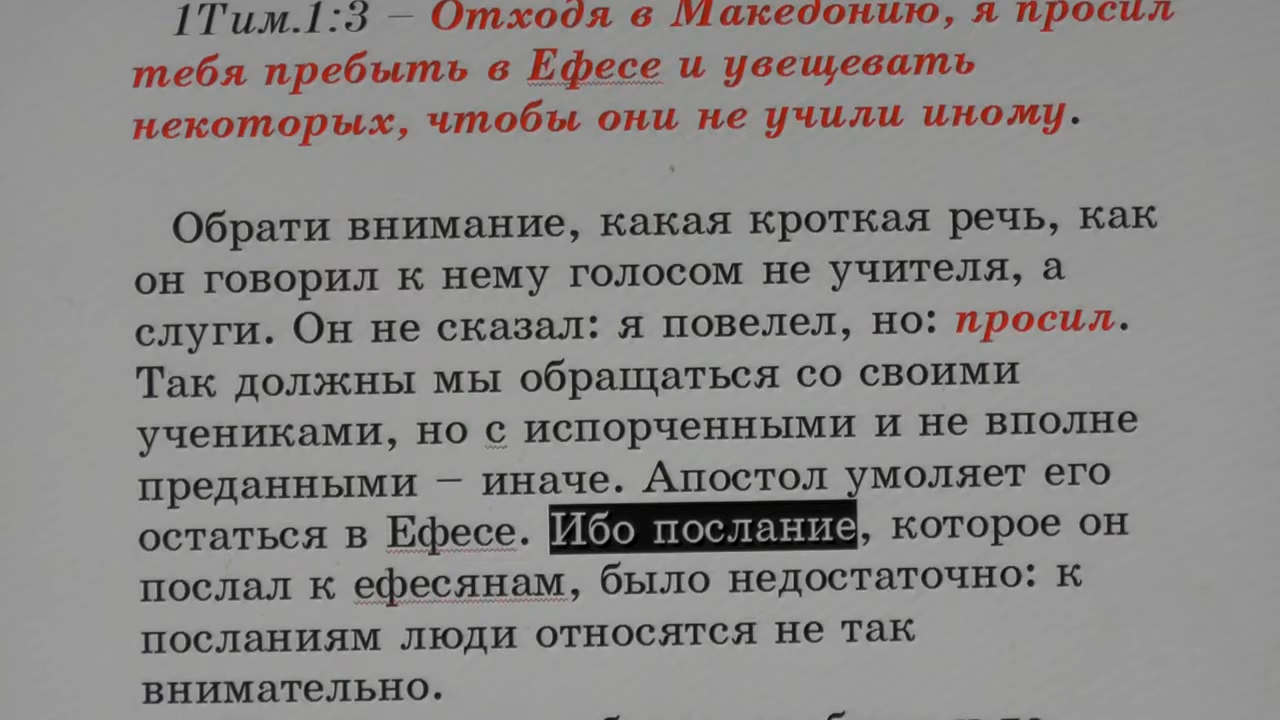 1Тим.1:3 – Отходя в Македонию, я просил
тебя пребыть в Ефесе и увещевать
некоторых, чтобы они не учили иному.
Обрати внимание, какая кроткая речь, как
он говорил к нему голосом не учителя, а
слуги. Он не сказал: я повелел, но: просил.
Так должны мы обращаться со своими
учениками, но с испорченными и не вполне
преданными – иначе. Апостол умоляет его
остаться в Ефесе. Ибо послание, которое он
послал к ефесянам, было недостаточно: к
посланиям люди относятся не так
внимательно.